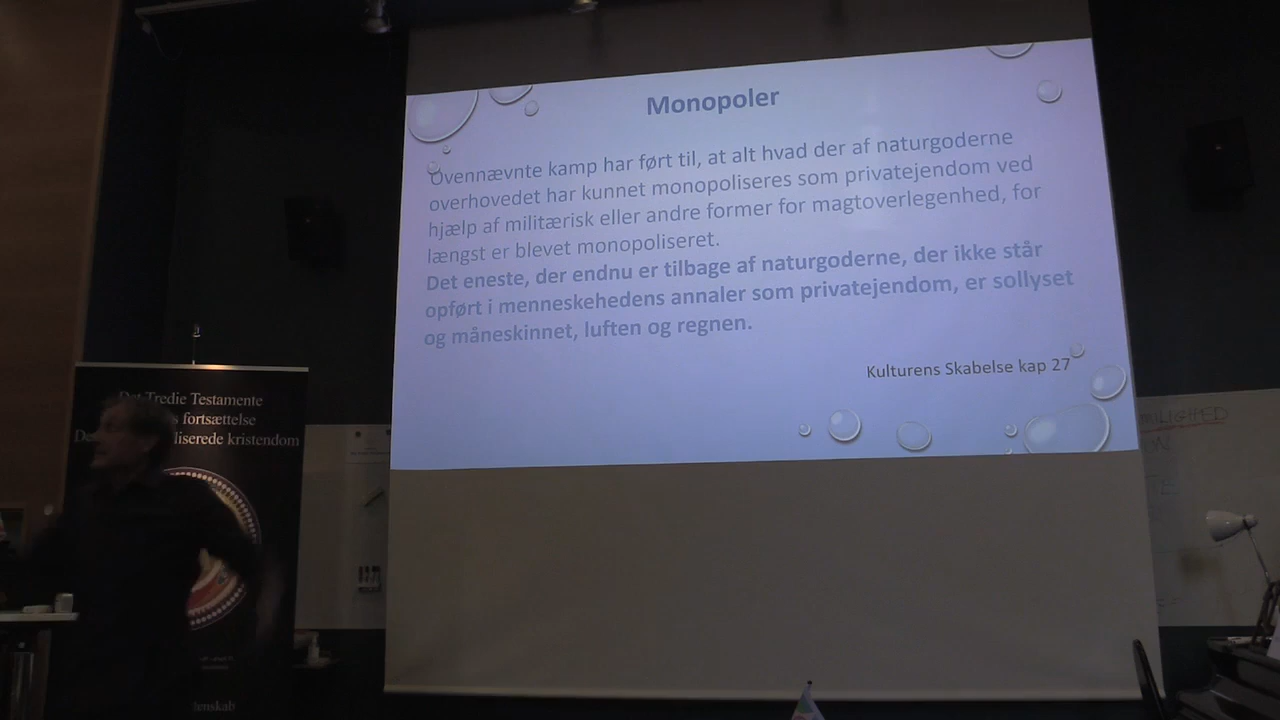 Monopoler
Ovennævnte kamp har ført til, at alt hvad der af naturgoderne
overhovedet har kunnet monopoliseres som privatejendom ved
hjælp af militærisk eller andre former for magtoverlegenhed, for
længst er blevet monopoliseret.
Det eneste, der endnu er tilbage af naturgoderne, der ikke står
opført i menneskehedens annaler som privatejendom, er sollyset
og måneskinnet, luften og regnen.
Kulturens Skabelse kap 27
Det Tredie Testamente
fortsættelse
liserede kristendom